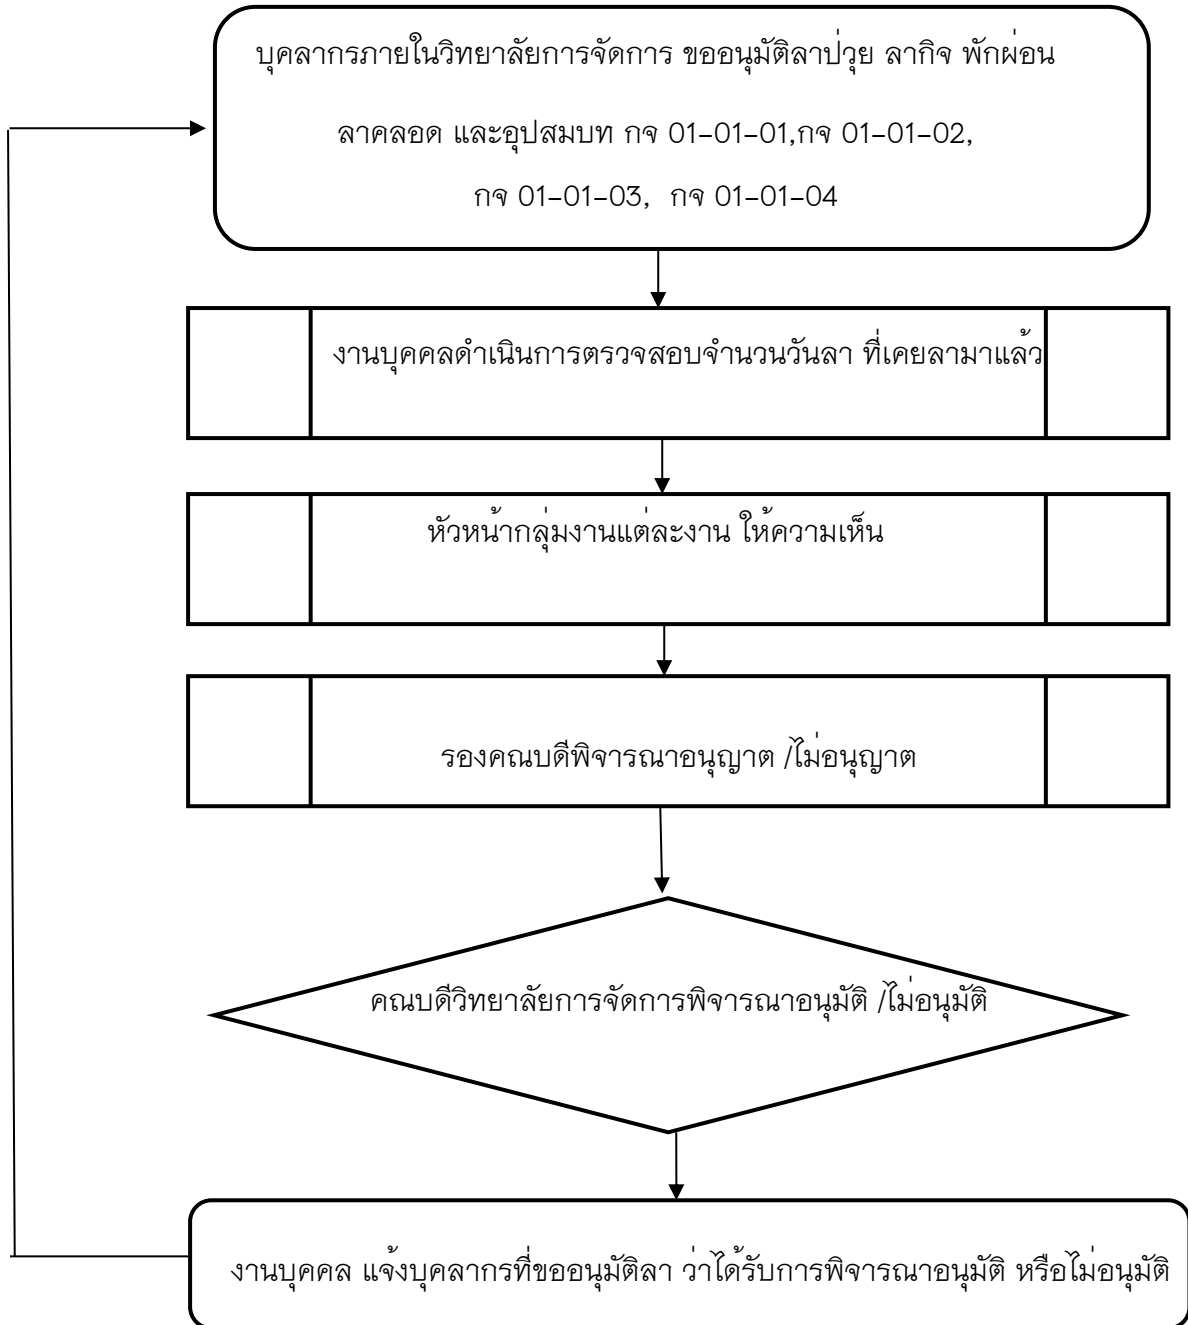 บุคลากรภายในวิทยาลัยการจัดการ ขออนุมัติลาป่วุย ลากิจ พักผ่อน
ลาคลอด และอุปสมบท กจ 01-01-01,กจ 01-01-02,
กจ 01-01-03, กจ 01-01-04
งานบุคคลดำเนินการตรวจสอบจำนวนวันลา ที่เคยลามาแล้ว
หัวหน้ากลุ่มงานแต่ละงาน ให้ความเห็น
รองคณบดีพิจารณาอนุญาต /ไม่อนุญาต
คณบดีวิทยาลัยการจัดการพิจารณาอนุมัติ /ไม่อนุมัติ
งานบุคคล แจ้งบุคลากรที่ขออนุมัติลา ว่าได้รับการพิจารณาอนุมัติ หรือไม่อนุมัติ